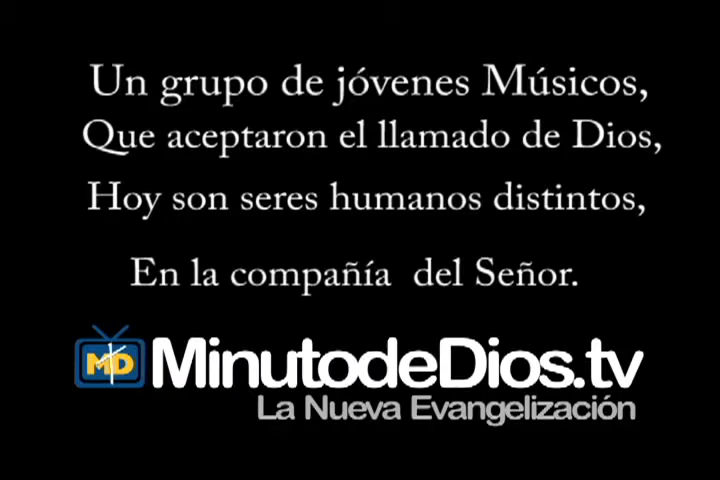 Un grupo de jóvenes Músicos,
Que aceptaron el llamado de Dios,
Hoy son seres humanos distintos,
En la compañía  del Señor.
MD MinutodeDios.tv
La Nueva Evangelización